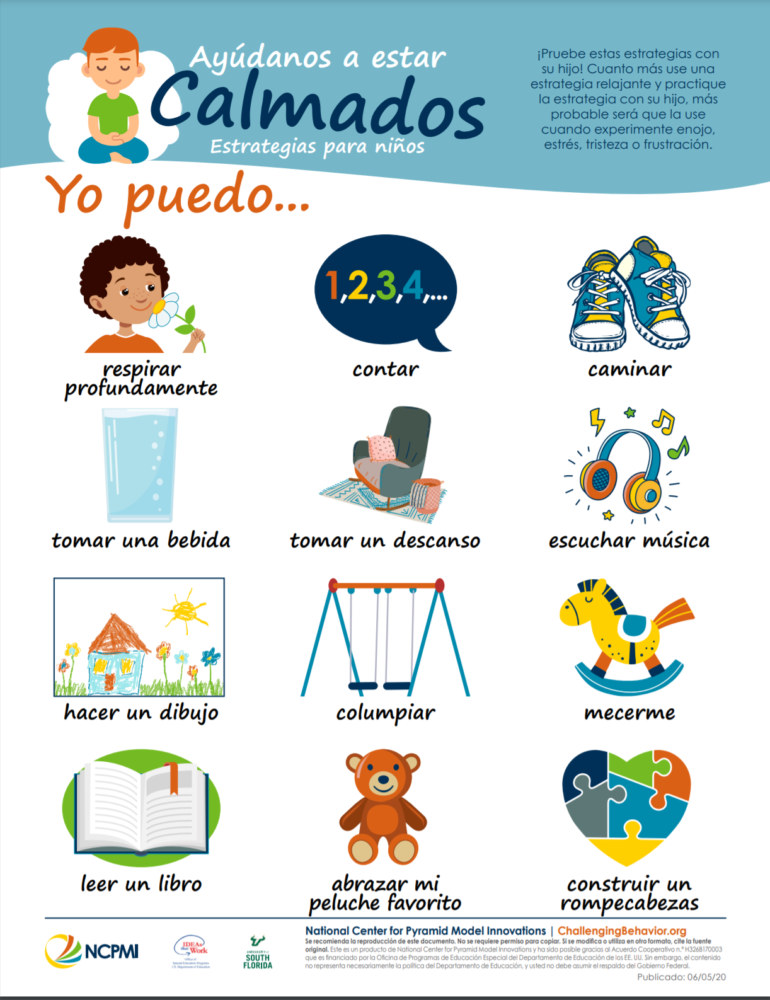 Ayúdanos a estar
Calmados
Estrategias para niños
¡Pruebe estas estrategias con
su hijo! Cuanto más use una
estrategia relajante y practique
la estrategia con su hijo, más
probable será que la use
cuando experimente enojo,
estrés, tristeza o frustración.
Yo puedo...
1,2,3,4,...
respirar
profundamente
contar
caminar
tomar una bebida
tomar un descanso
escuchar música
hacer un dibujo
columpiar
mecerme
leer un libro
abrazar mi
peluche favorito
construir un
rompecabezas
NCPMI
IDEAs
that Work
Office of
Special Education Programs
U.S. Department of Education
UNIVERSITY of
SOUTH
FLORIDA
National Center for Pyramid Model Innovations | ChallengingBehavior.org
Se recomienda la reproducción de este documento. No se requiere permiso para copiar. Si se modifica o utiliza en otro formato, cite la fuente
original. Este es un producto de National Center for Pyramid Model Innovations y ha sido posible gracias al Acuerdo Cooperativo n.º H326B170003
que es financiado por la Oficina de Programas de Educación Especial del Departamento de Educación de los EE. UU. Sin embargo, el contenido
no representa necesariamente la política del Departamento de Educación, y usted no debe asumir el respaldo del Gobierno Federal.
Publicado: 06/05/20